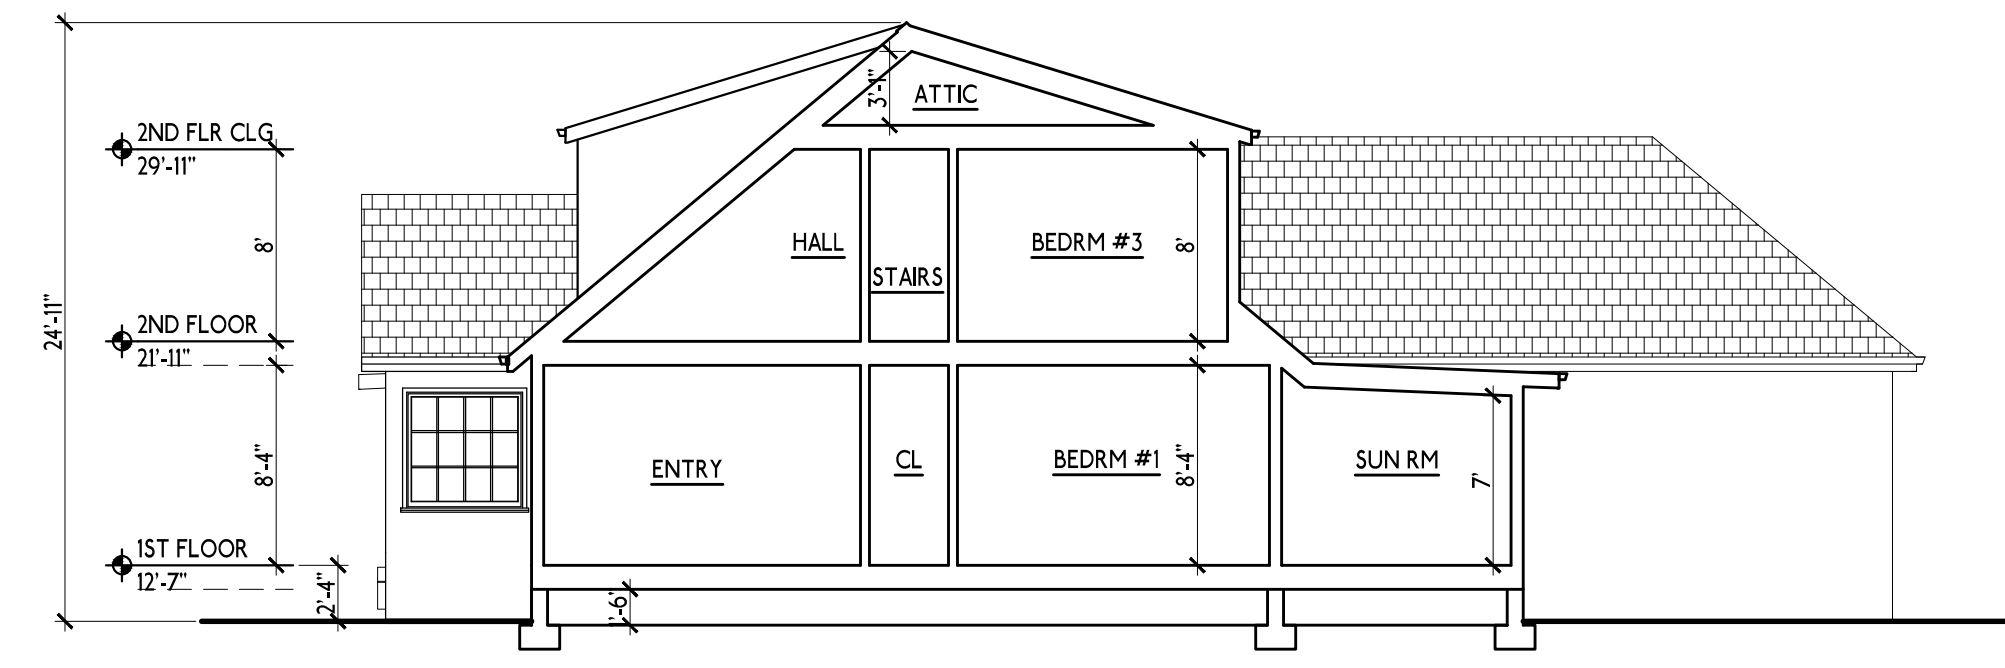 ATTIC
3'-1"
2ND FLR CLG
29'-11"
8'
HALL
STAIRS
BEDRM #3
8'
24'-11"
2ND FLOOR
21'-11"
8'-4"
ENTRY
CL
BEDRM #1
8'-4"
SUN RM
7'
1ST FLOOR
12'-7"
2'-4"
1'-6"